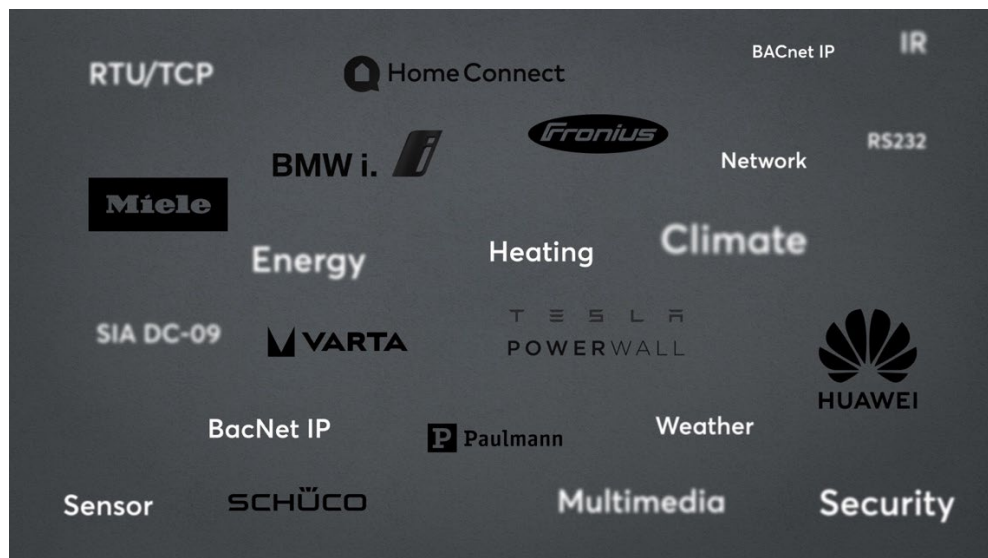 BACnet IP
IR
RTU/TCP
Home Connect
Fronius
RS232
BMW i.
Network
Miele
Energy
Heating
Climate
SIA DC-09
VARTA
TESLA
POWERWALL
HUAWEI
BacNet IP
Paulmann
Weather
Sensor
SCHÜCO
Multimedia
Security